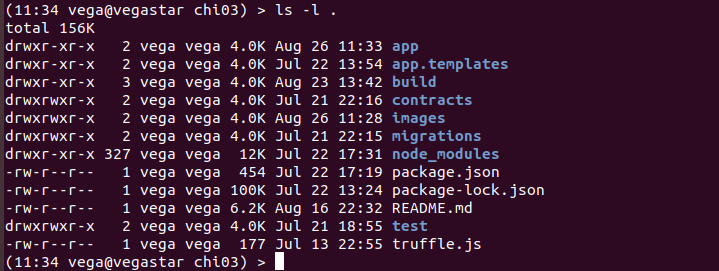 (11:34 vega@vegastar chi03) > ls -l .
total 156K
drwxr-xr-x   2 vega vega 4.0K Aug 26 11:33 app
drwxr-xr-x   2 vega vega 4.0K Jul 22 13:54 app.templates
drwxr-xr-x   3 vega vega 4.0K Aug 23 13:42 build
drwxrwxr-x   2 vega vega 4.0K Jul 21 22:16 contracts
drwxrwxr-x   2 vega vega 4.0K Aug 26 11:28 images
drwxrwxr-x   2 vega vega 4.0K Jul 21 22:15 migrations
drwxr-xr-x 327 vega vega  12K Jul 22 17:31 node_modules
-rw-r--r--   1 vega vega  454 Jul 22 17:19 package.json
-rw-r--r--   1 vega vega 100K Jul 22 13:24 package-lock.json
-rw-r--r--   1 vega vega 6.2K Aug 16 22:32 README.md
drwxrwxr-x   2 vega vega 4.0K Jul 21 18:55 test
-rw-r--r--   1 vega vega  177 Jul 13 22:55 truffle.js
(11:34 vega@vegastar chi03) >